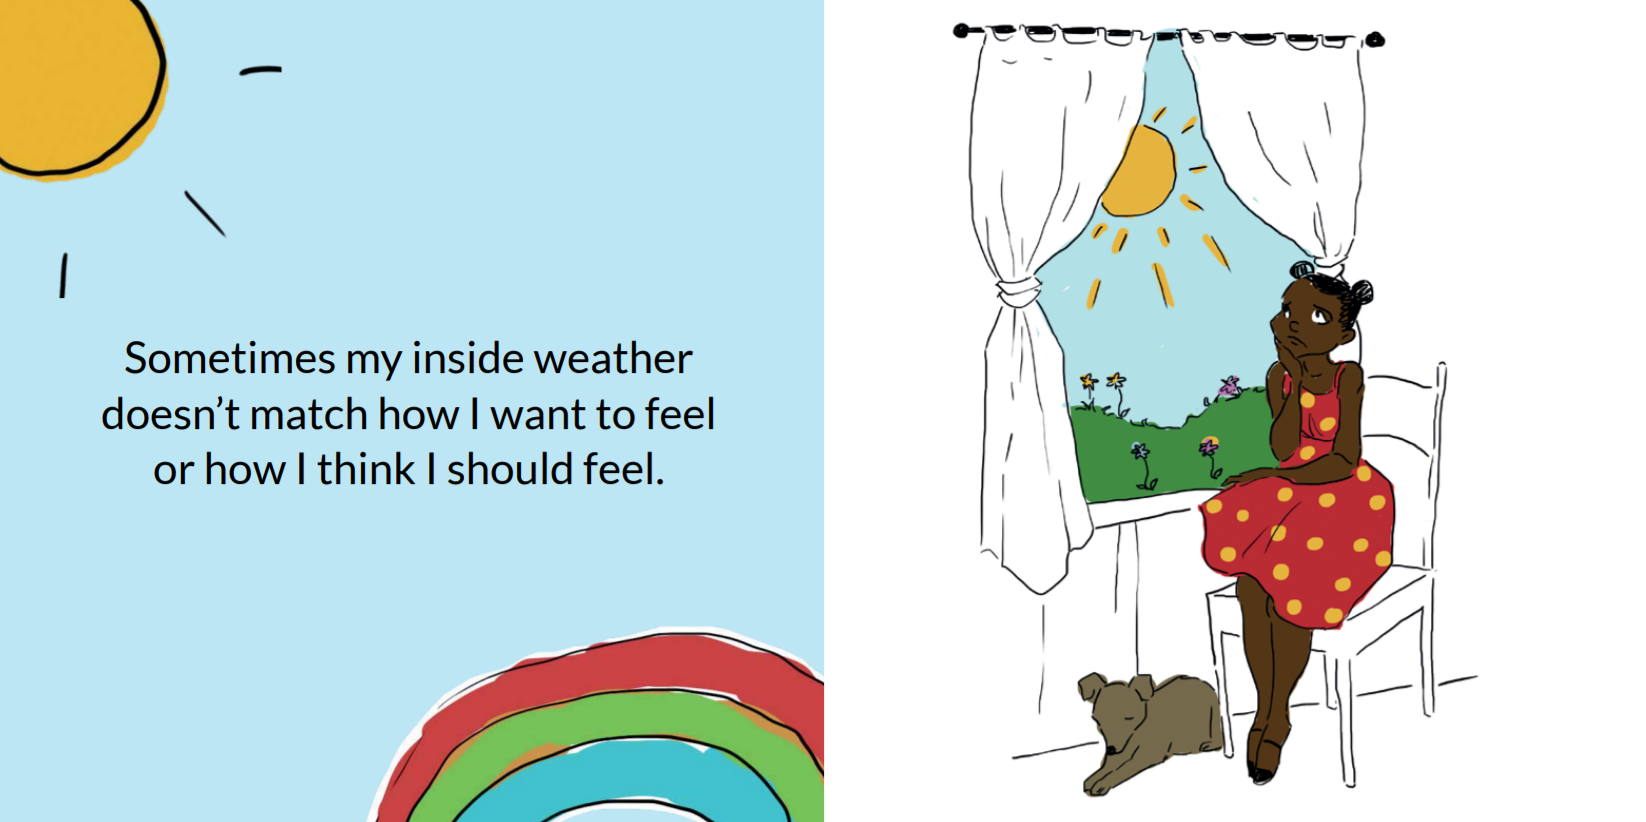 Sometimes my inside weather
doesn’t match how I want to feel
or how I think I should feel.